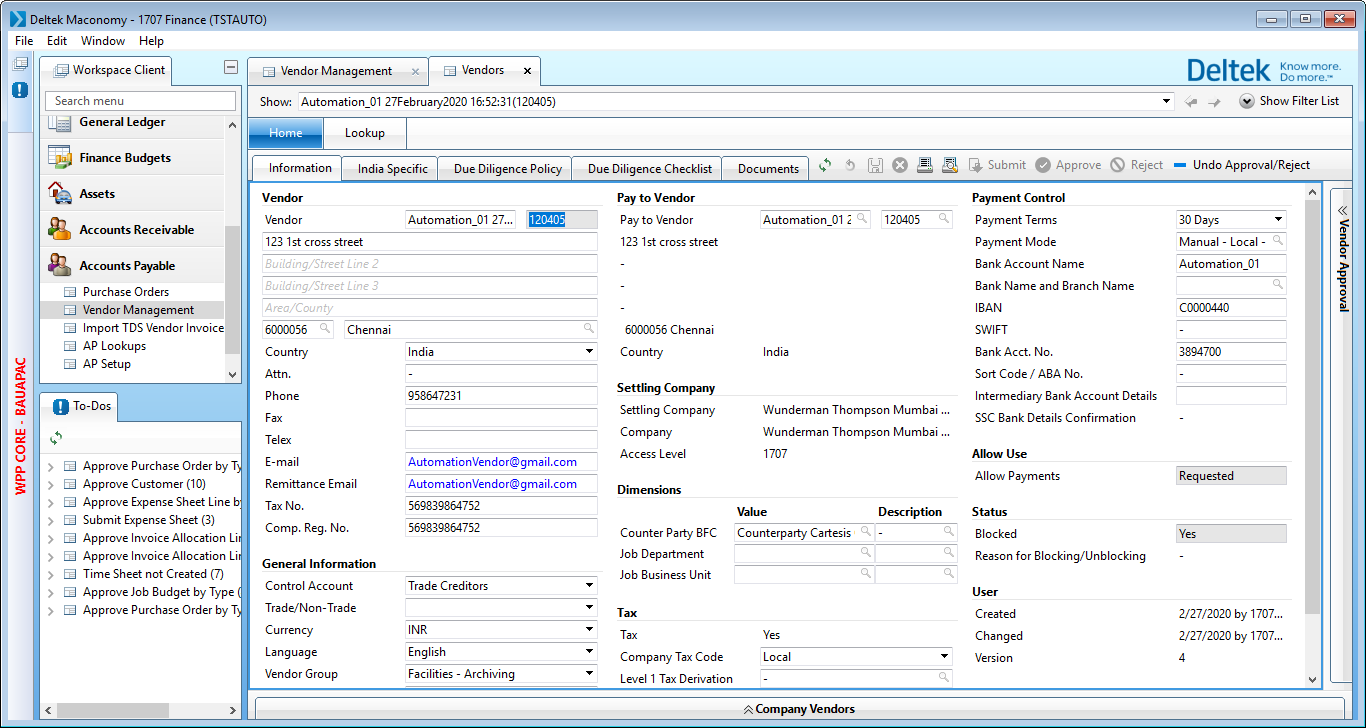 Deltek Maconomy - 1707 Finance (TSTAUTO)
File Edit Window Help
Workspace Client
Search menu
General Ledger
Finance Budgets
Assets
Accounts Receivable
Accounts Payable
Purchase Orders
Vendor Management
Import TDS Vendor Invoice
AP Lookups
AP Setup
WPP CORE - BAUAPAC
To-Dos
Approve Purchase Order by Ty
Approve Customer (10)
Approve Expense Sheet Line by
Submit Expense Sheet (3)
Approve Invoice Allocation Lin
Approve Invoice Allocation Lin
Time Sheet not Created (7)
Approve Job Budget by Type (
Approve Purchase Order by Ty
Vendor Management Vendors
Deltek Know more. Do more.™
Show: Automation_01 27February2020 16:52:31(120405) Show Filter List
Home Lookup
Information India Specific Due Diligence Policy Due Diligence Checklist Documents Submit Approve Reject Undo Approval/Reject
Vendor
Vendor Automation_01 27... 120405
123 1st cross street
Building/Street Line 2
Building/Street Line 3
Area/County
6000056 Chennai
Country India
Attn. -
Phone 958647231
Fax
Telex
E-mail AutomationVendor@gmail.com
Remittance Email AutomationVendor@gmail.com
Tax No. 569839864752
Comp. Reg. No. 569839864752
General Information
Control Account Trade Creditors
Trade/Non-Trade
Currency INR
Language English
Vendor Group Facilities - Archiving
Pay to Vendor
Pay to Vendor Automation_01 2 120405
123 1st cross street
-
-
-
6000056 Chennai
Country India
Settling Company
Settling Company Wunderman Thompson Mumbai ...
Company Wunderman Thompson Mumbai ...
Access Level 1707
Dimensions
Value Description
Counter Party BFC Counterparty Cartesis -
Job Department
Job Business Unit
Tax
Tax Yes
Company Tax Code Local
Level 1 Tax Derivation -
Payment Control
Payment Terms 30 Days
Payment Mode Manual - Local -
Bank Account Name Automation_01
Bank Name and Branch Name
IBAN C0000440
SWIFT -
Bank Acct. No. 3894700
Sort Code / ABA No. -
Intermediary Bank Account Details
SSC Bank Details Confirmation -
Allow Use
Allow Payments Requested
Status
Blocked Yes
Reason for Blocking/Unblocking -
User
Created 2/27/2020 by 1707...
Changed 2/27/2020 by 1707...
Version 4
Vendor Approval
Company Vendors